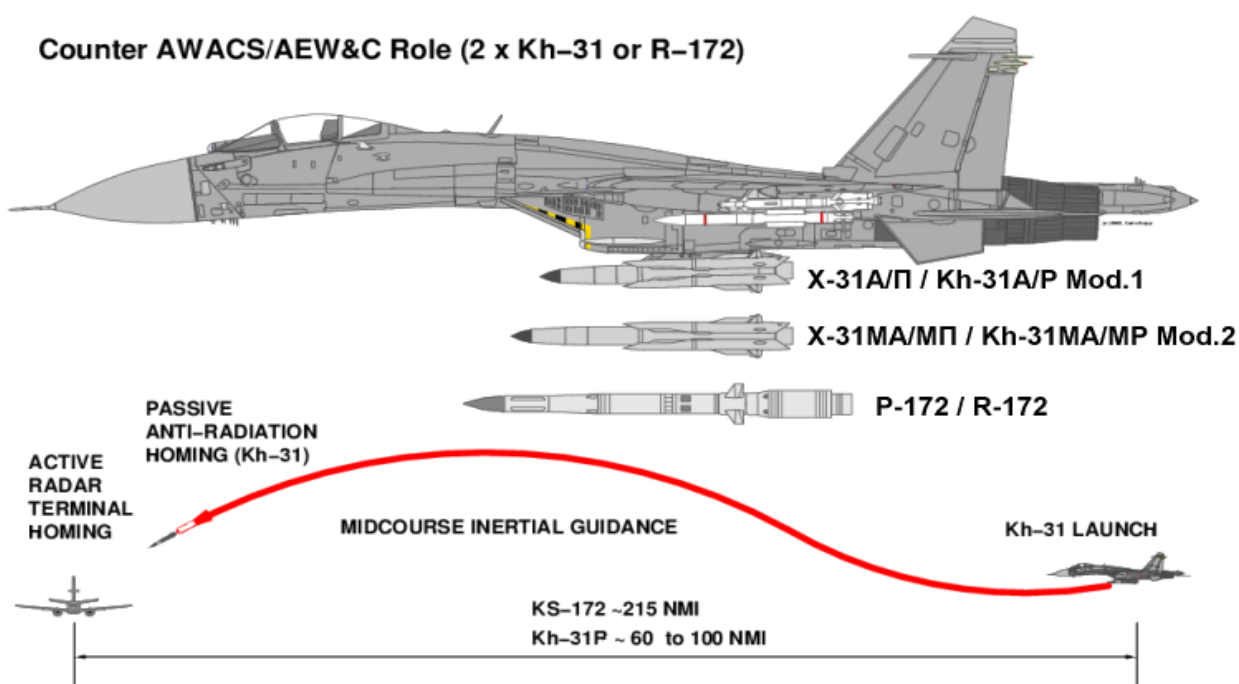 Counter AWACS/AEW&C Role (2 x Kh-31 or R-172)
X-31A/П / Kh-31A/P Mod.1
X-31MA/МП / Kh-31MA/MP Mod.2
P-172 / R-172
PASSIVE
ANTI-RADIATION
HOMING (Kh-31)
ACTIVE
RADAR
TERMINAL
HOMING
MIDCOURSE INERTIAL GUIDANCE
Kh-31 LAUNCH
KS-172 ~215 NMI
Kh-31P ~ 60 to 100 NMI